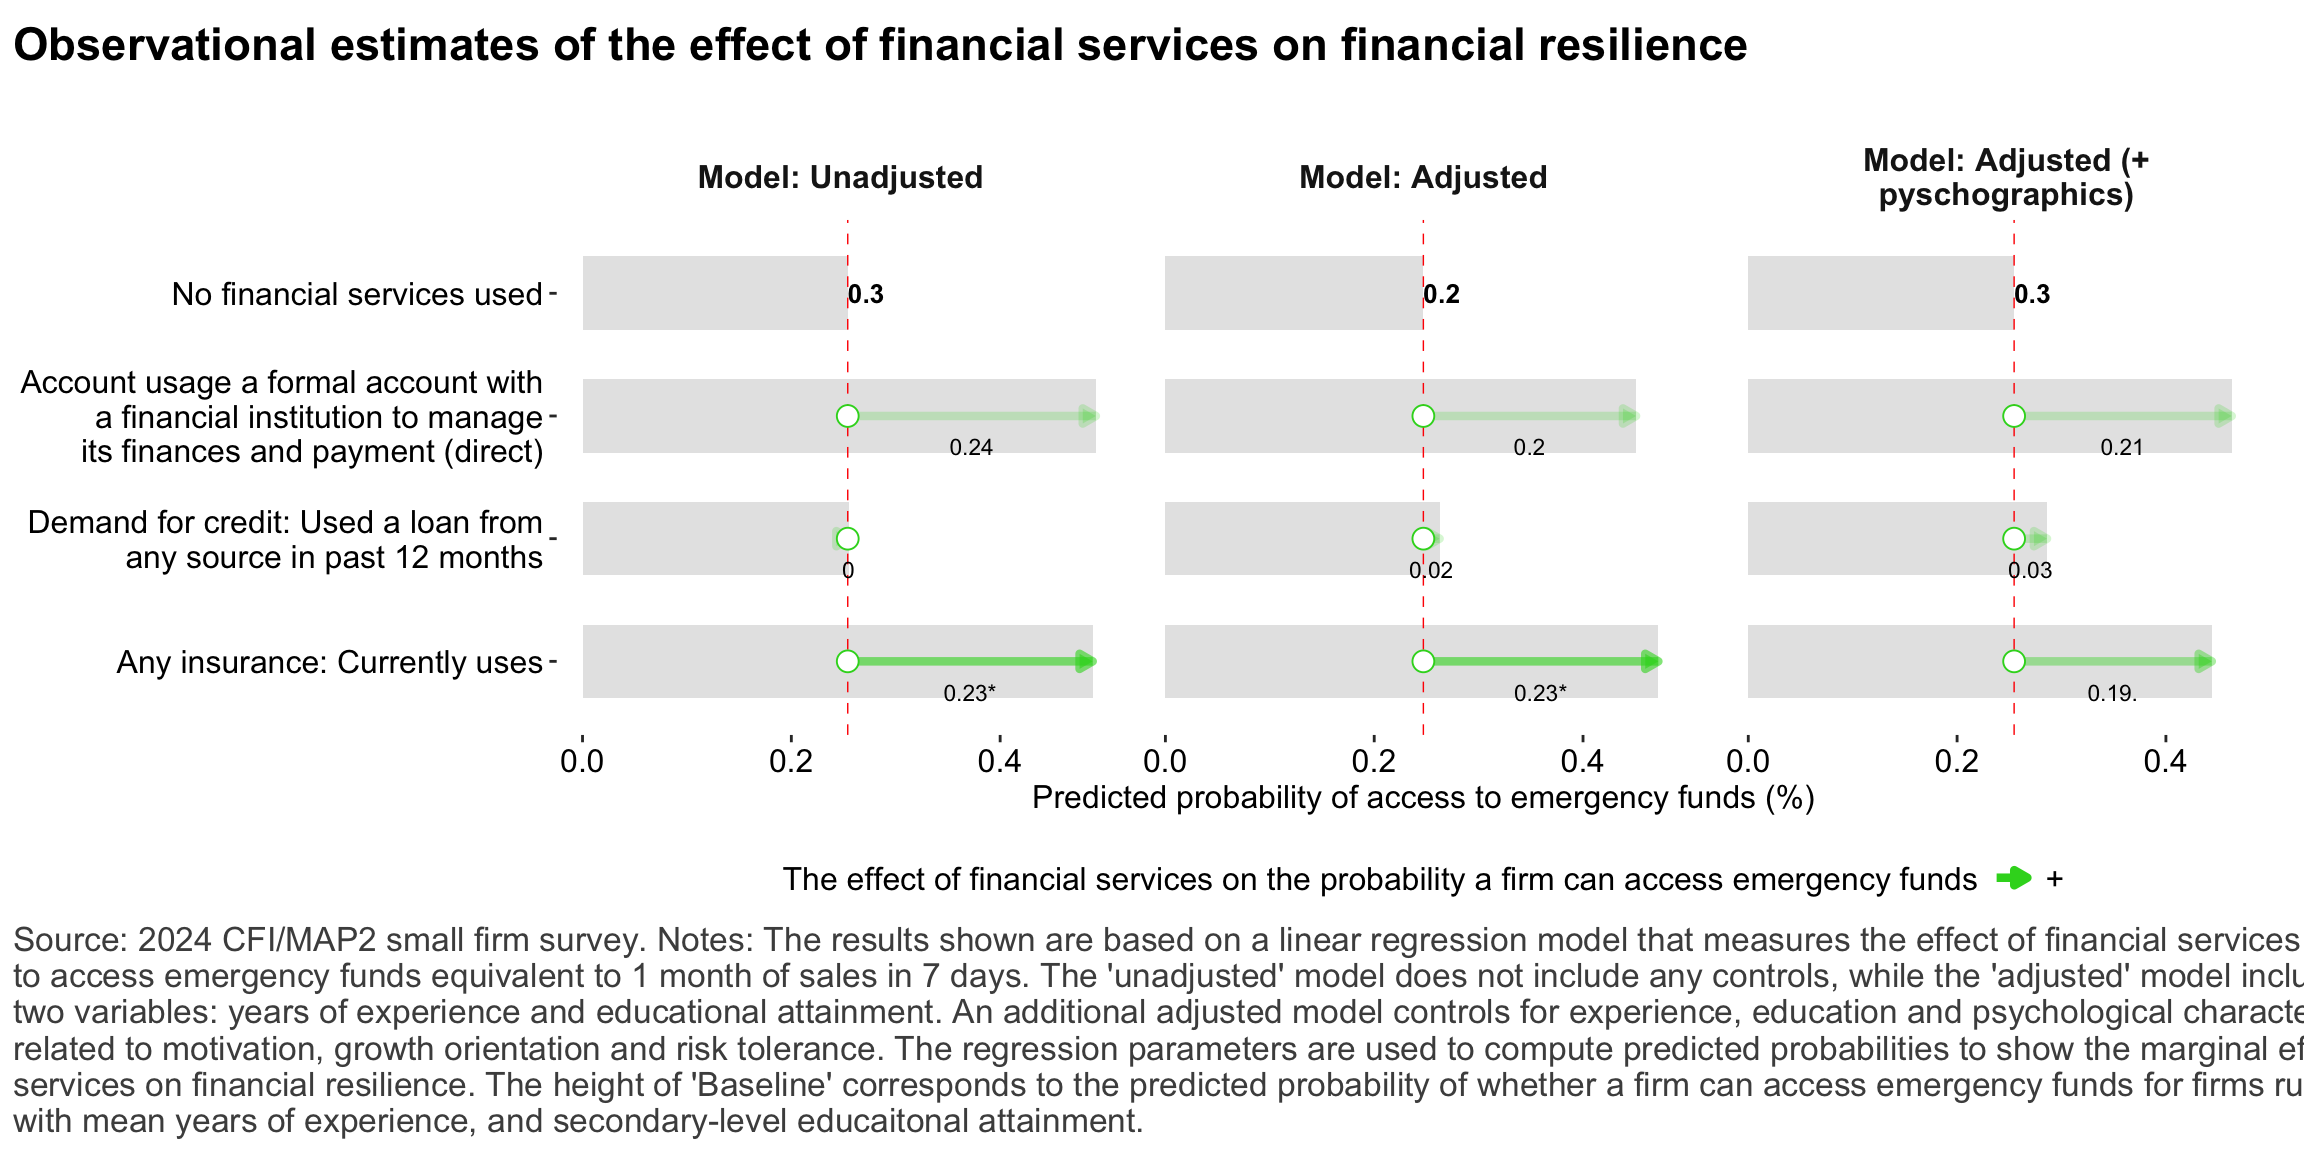 Observational estimates of the effect of financial services on financial resilience
Model: Unadjusted
Model: Adjusted
Model: Adjusted (+
pyschographics)
No financial services used
0.3
0.2
0.3
Account usage a formal account with
a financial institution to manage
its finances and payment (direct)
0.24
0.2
0.21
Demand for credit: Used a loan from
any source in past 12 months
0
0.02
0.03
Any insurance: Currently uses
0.23*
0.23*
0.19.
0.0 0.2 0.4 0.0 0.2 0.4 0.0 0.2 0.4
Predicted probability of access to emergency funds (%)
The effect of financial services on the probability a firm can access emergency funds +
Source: 2024 CFI/MAP2 small firm survey. Notes: The results shown are based on a linear regression model that measures the effect of financial services
to access emergency funds equivalent to 1 month of sales in 7 days. The 'unadjusted' model does not include any controls, while the 'adjusted' model
two variables: years of experience and educational attainment. An additional adjusted model controls for experience, education and psychological
related to motivation, growth orientation and risk tolerance. The regression parameters are used to compute predicted probabilities to show the marginal
services on financial resilience. The height of 'Baseline' corresponds to the predicted probability of whether a firm can access emergency funds for firms
with mean years of experience, and secondary-level educaitonal attainment.